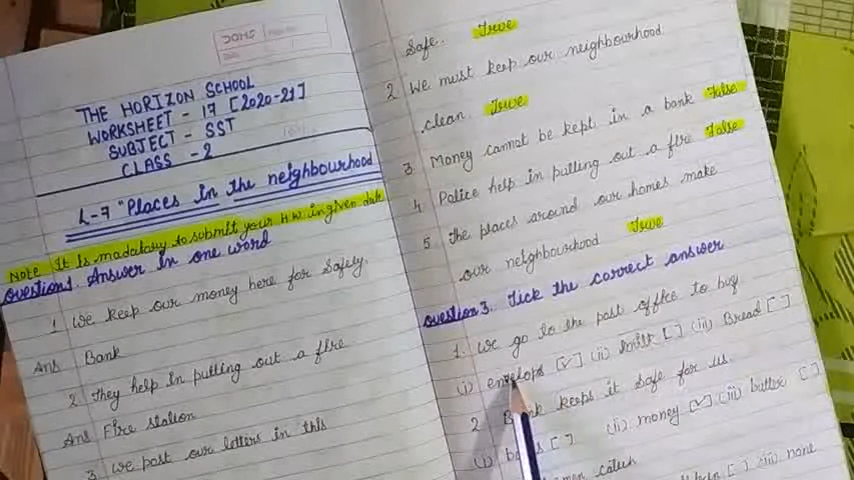 THE HORIZON SCHOOL
WORKSHEET - 17 [2020-21]
SUBJECT - SST
CLASS - 2
L-7 "Places in the neighbourhood
Note It Is madatory to submit your H.W. in given date
Question1. Answer In one word
1 We keep our money here for Safety.
Ans Bank
2 They help in putting out a fire
Ans Fire station
3 we post our letters in this
safe. True
2. We must keep our neighbourhood
clean. True
3 Money cannot be kept in a bank False
4 Police help in putting out a fire False
5 The places around our homes make
our neighbourhood True
Question 3. Tick the correct answer
1. We go to the post office to buy
(i) envelops [✓] (ii) milk [ ] (iii) Bread [ ]
2 Bank keeps it safe for us.
(i) [ ] (ii) money [✓] (iii) butter [ ]
catch
[ ] (iii) none